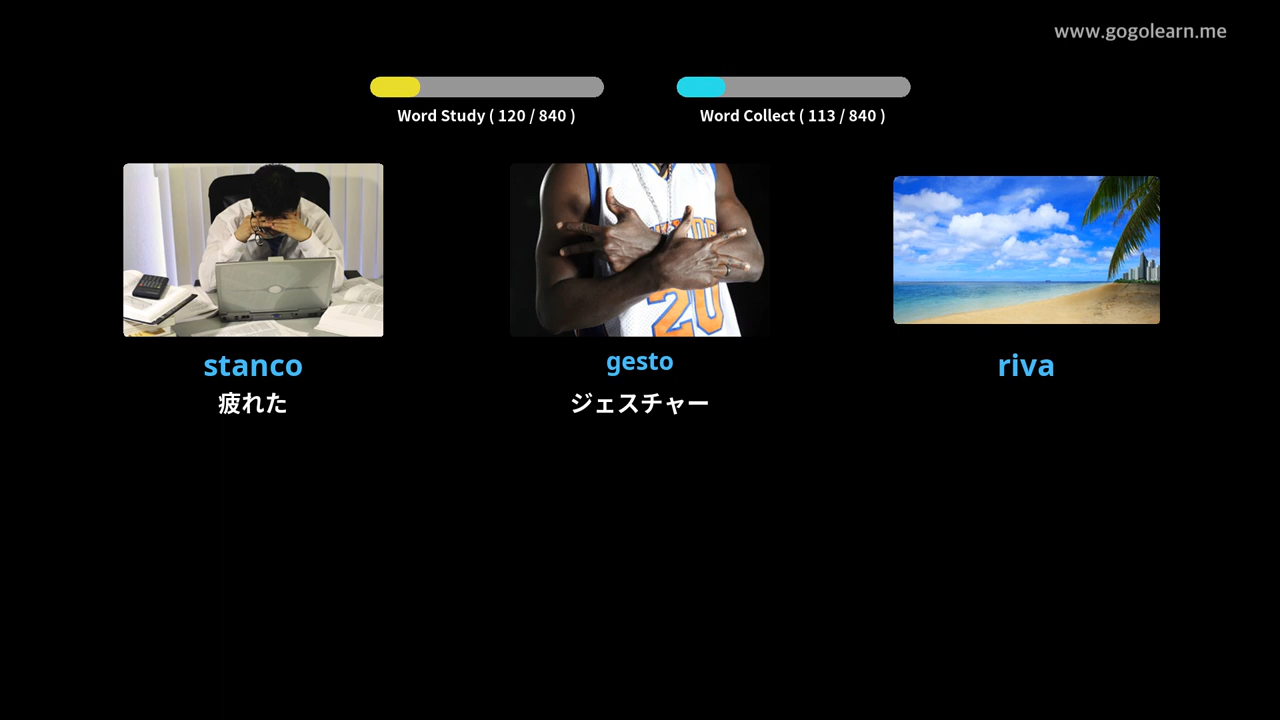 www.gogolearn.me
Word Study ( 120 / 840 )
Word Collect ( 113 / 840 )
20
stanco
疲れた
gesto
ジェスチャー
riva